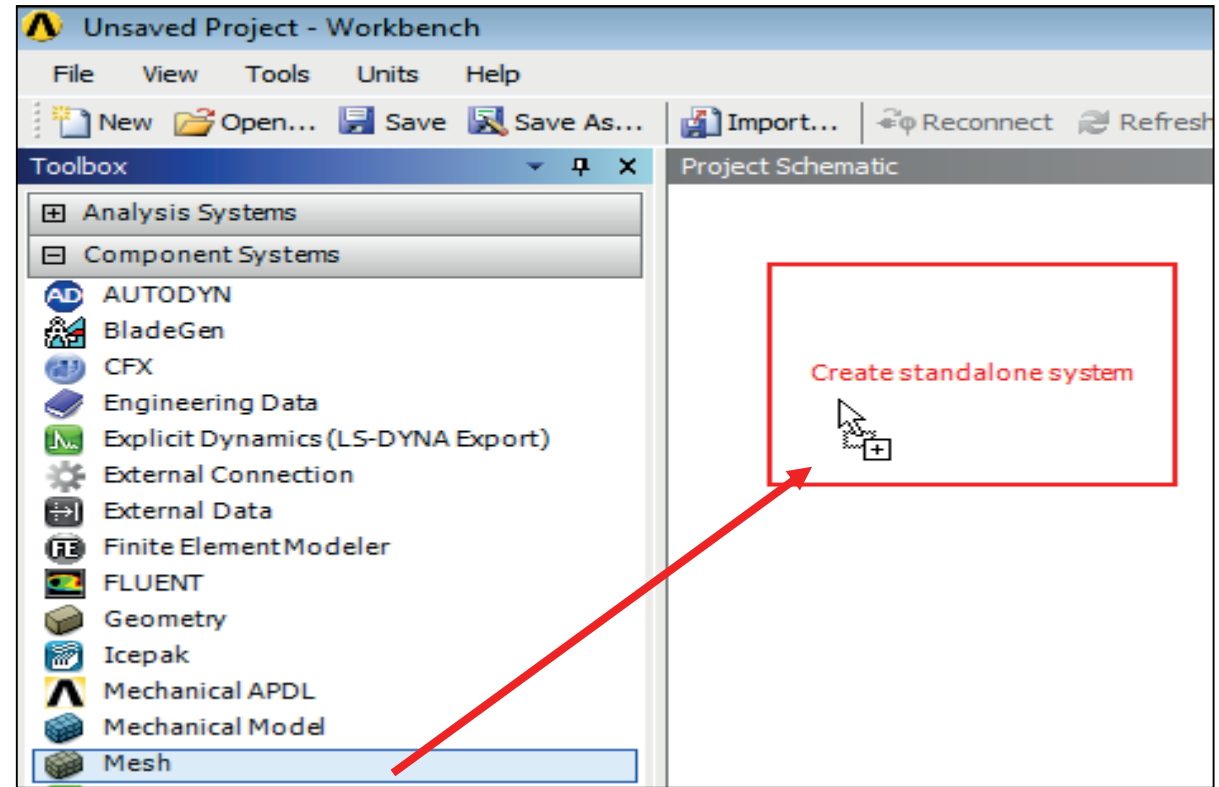 Unsaved Project - Workbench
File View Tools Units Help
New Open... Save Save As... Import... Reconnect Refresh
Toolbox
Project Schematic
Analysis Systems
Component Systems
AD AUTODYN
BladeGen
CFX
Engineering Data
Explicit Dynamics (LS-DYNA Export)
External Connection
External Data
FE Finite Element Modeler
FLUENT
Geometry
Icepak
Mechanical APDL
Mechanical Model
Mesh
Create standalone system